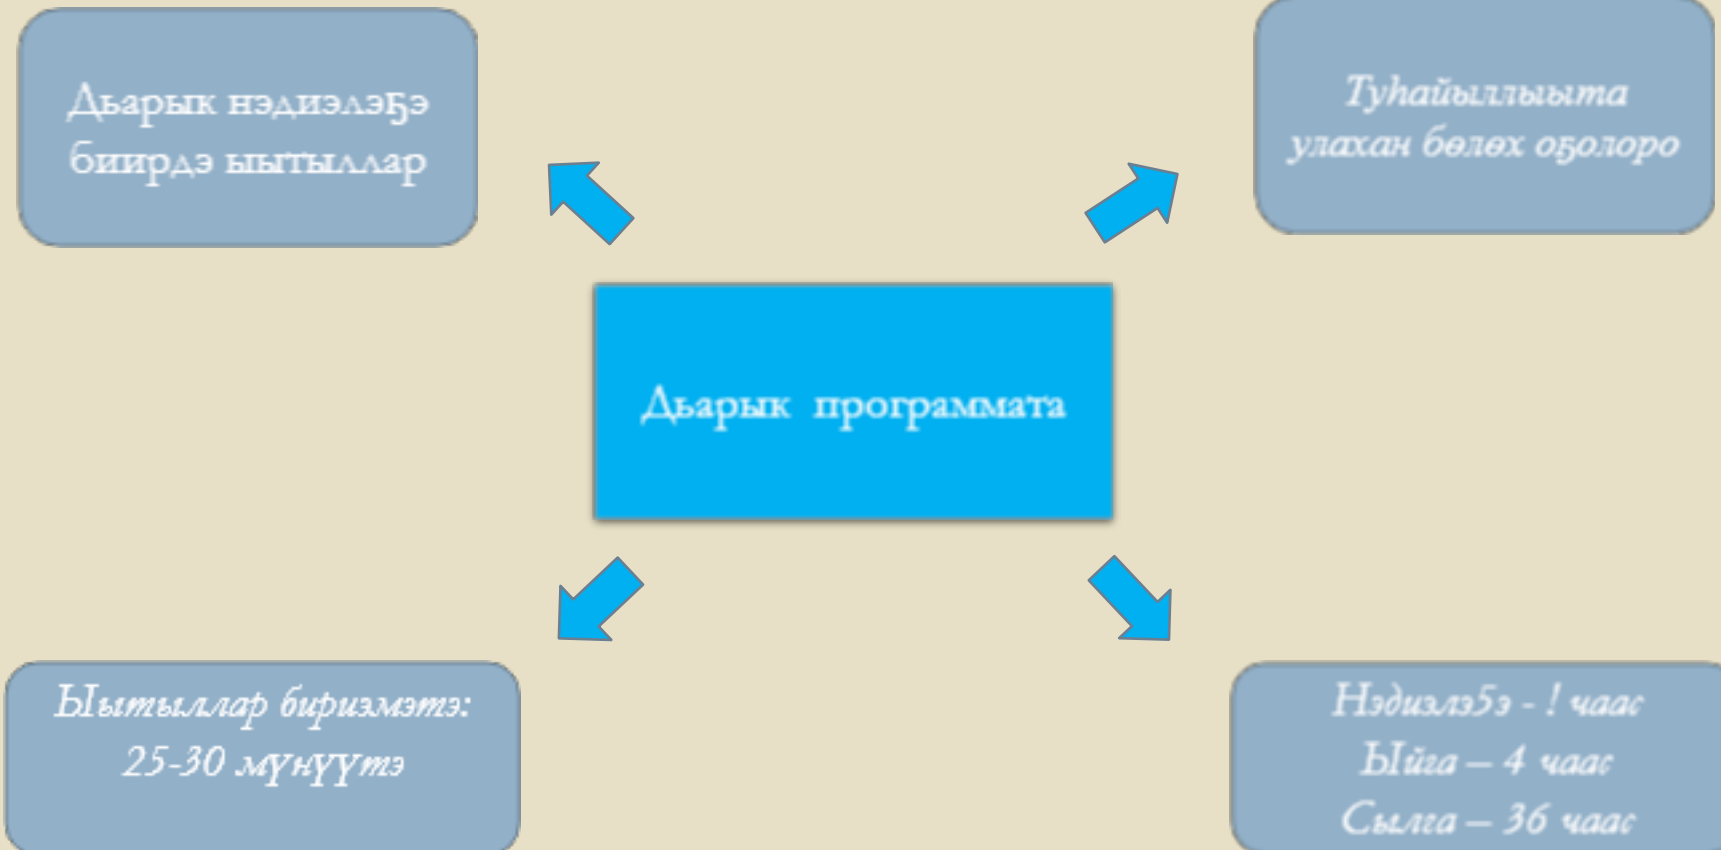 Дьарык нэдиэлэҕэ
биирдэ ыытыллар
Туһайыллыыта
улахан бөлөх оҕолоро
Дьарык программата
Ыытыллар бириэмэтэ:
25-30 мүнүүтэ
Нэдиэлэ5э - ! чаас
Ыйга – 4 чаас
Сылга – 36 чаас